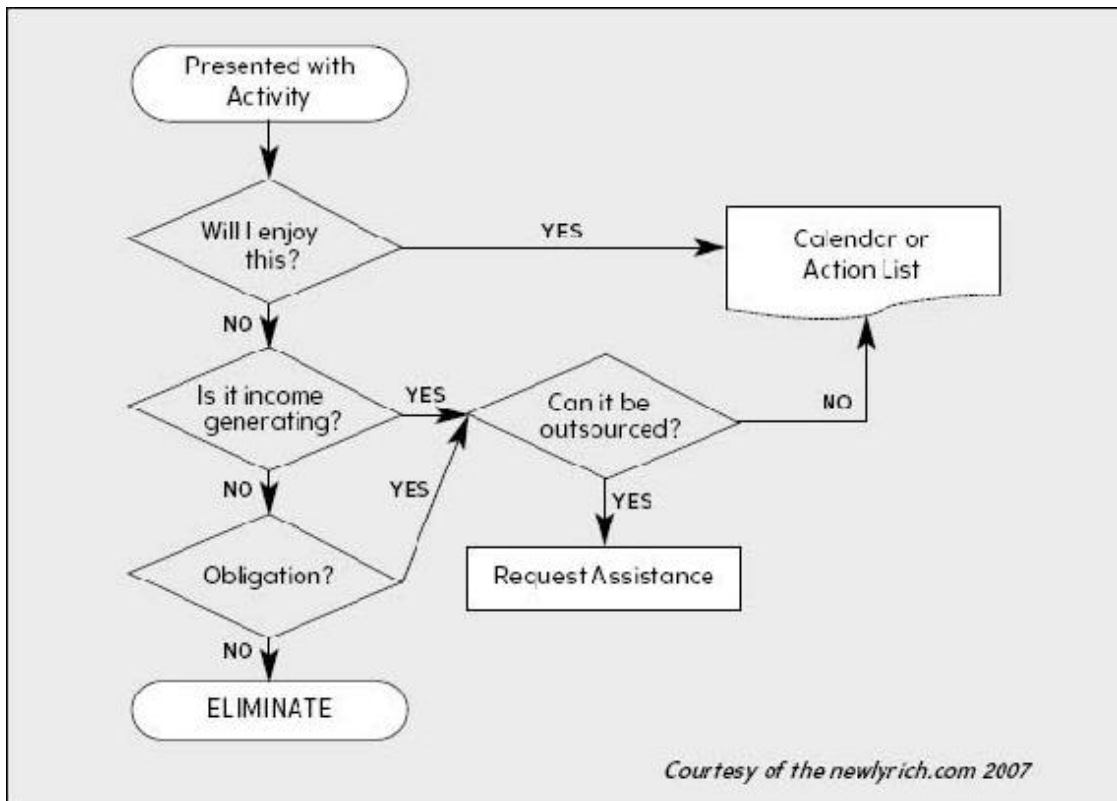 Presented with
Activity
Will I enjoy
this?
YES
Calendar or
Action List
NO
Is it income
generating?
YES
Can it be
outsourced?
NO
NO
YES
YES
Obligation?
Request Assistance
NO
ELIMINATE
Courtesy of the newlyrich.com 2007